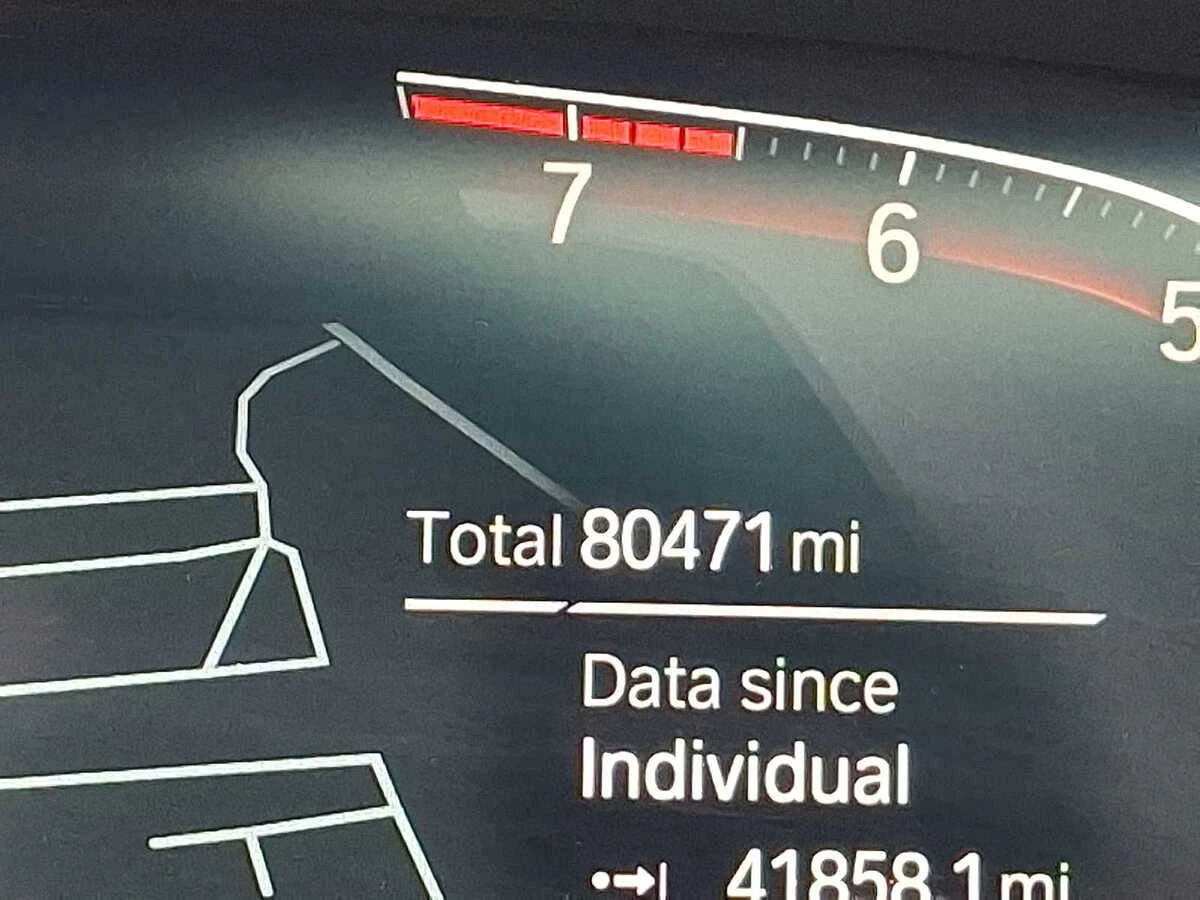 7
6
5
Total 80471 mi
Data since
Individual
41858.1 mi